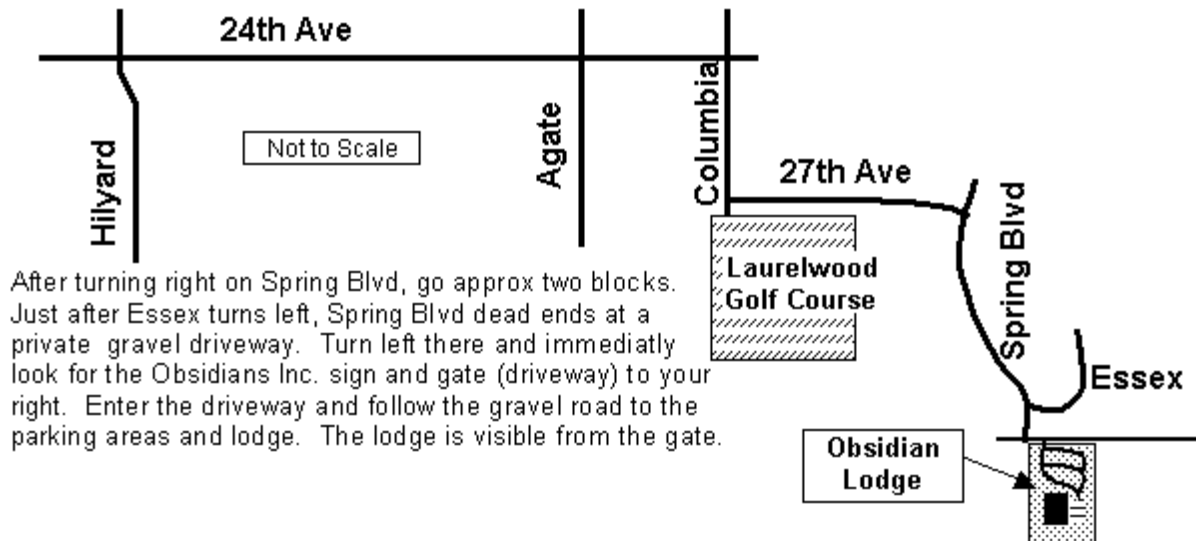 24th Ave
Hilyard
Not to Scale
Agate
Columbia
27th Ave
Spring Blvd
Laurelwood
Golf Course
Essex
After turning right on Spring Blvd, go approx two blocks.
Just after Essex turns left, Spring Blvd dead ends at a
private gravel driveway. Turn left there and immediatly
look for the Obsidians Inc. sign and gate (driveway) to your
right. Enter the driveway and follow the gravel road to the
parking areas and lodge. The lodge is visible from the gate.
Obsidian
Lodge